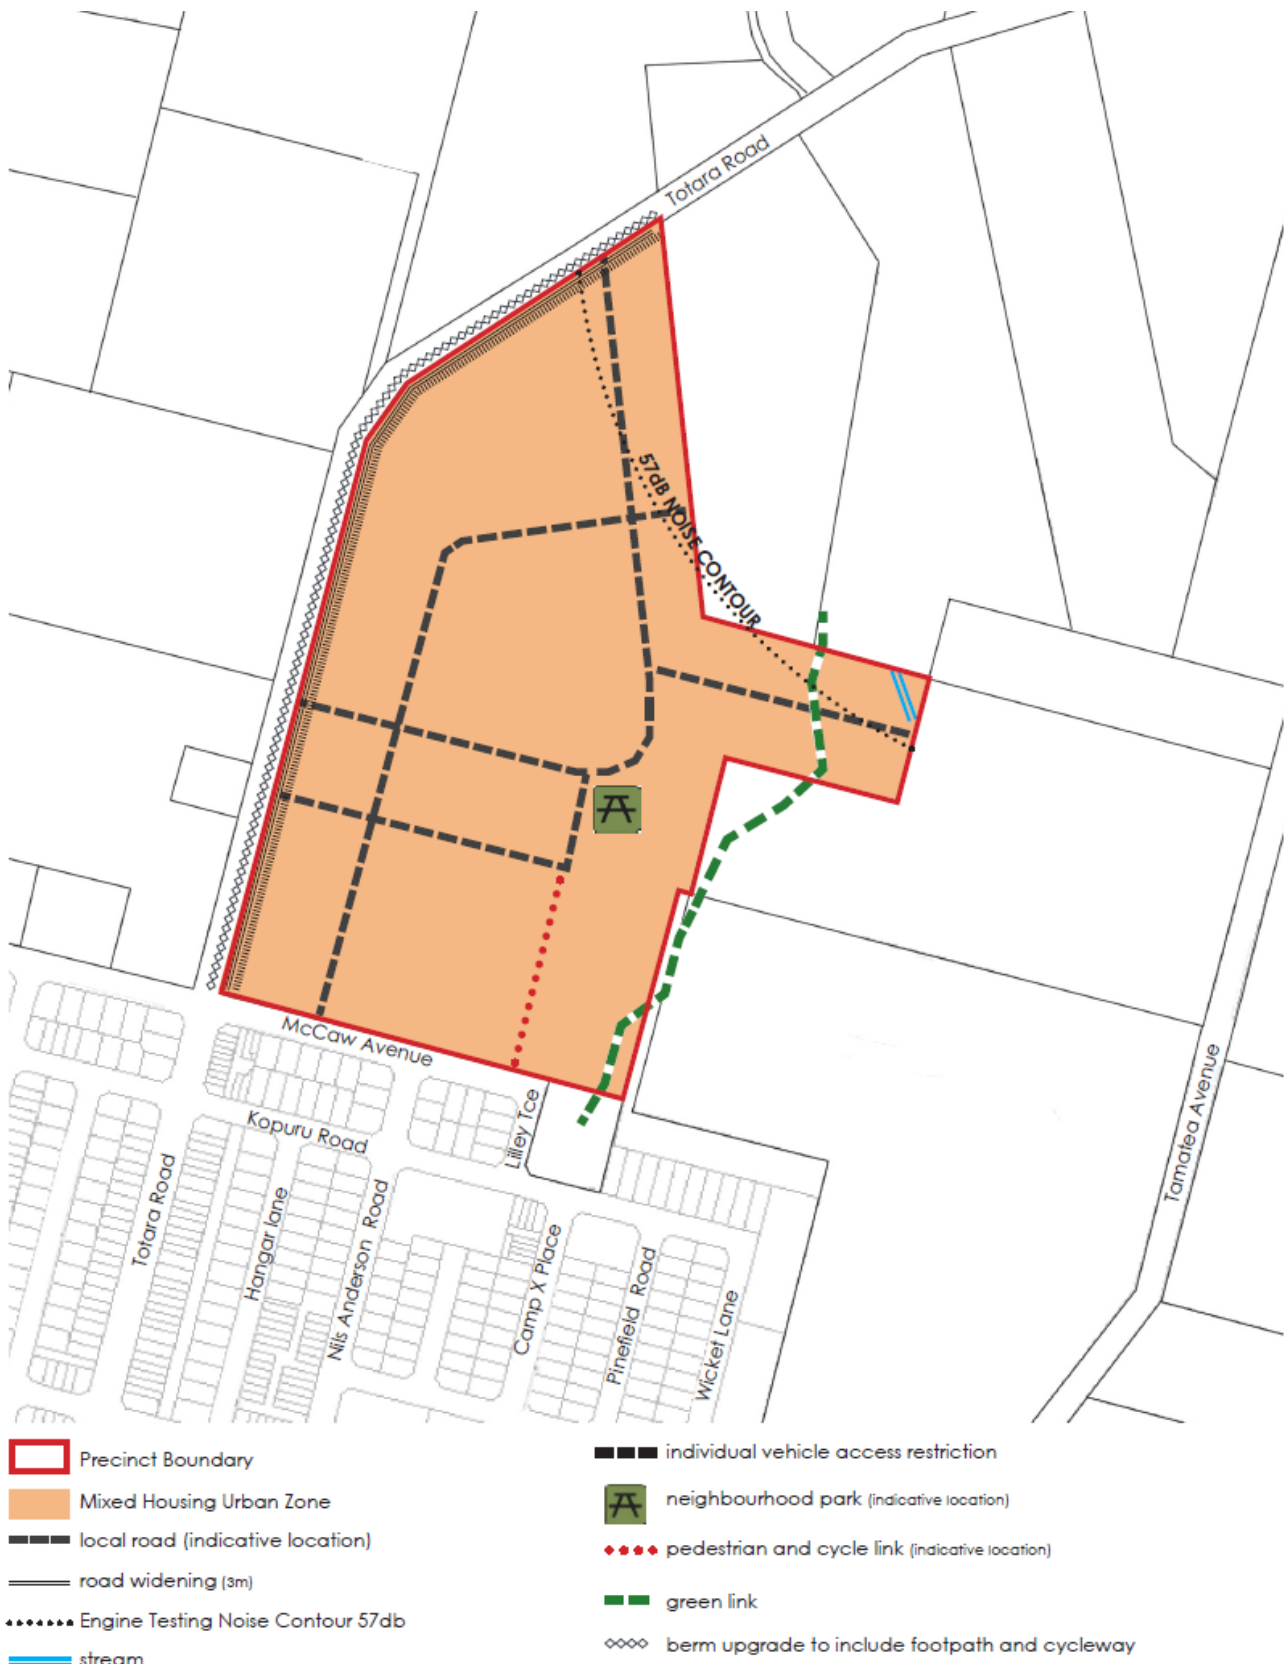 Totara Road
57dB NOISE CONTOUR
McCaw Avenue
Kopuru Road
Lilley Tce
Totara Road
Hangar lane
Nils Anderson Road
Camp X Place
Pinefield Road
Wicket Lane
Tamatea Avenue
Precinct Boundary
Mixed Housing Urban Zone
local road (indicative location)
road widening (3m)
Engine Testing Noise Contour 57db
stream
individual vehicle access restriction
neighbourhood park (indicative location)
pedestrian and cycle link (indicative location)
green link
berm upgrade to include footpath and cycleway